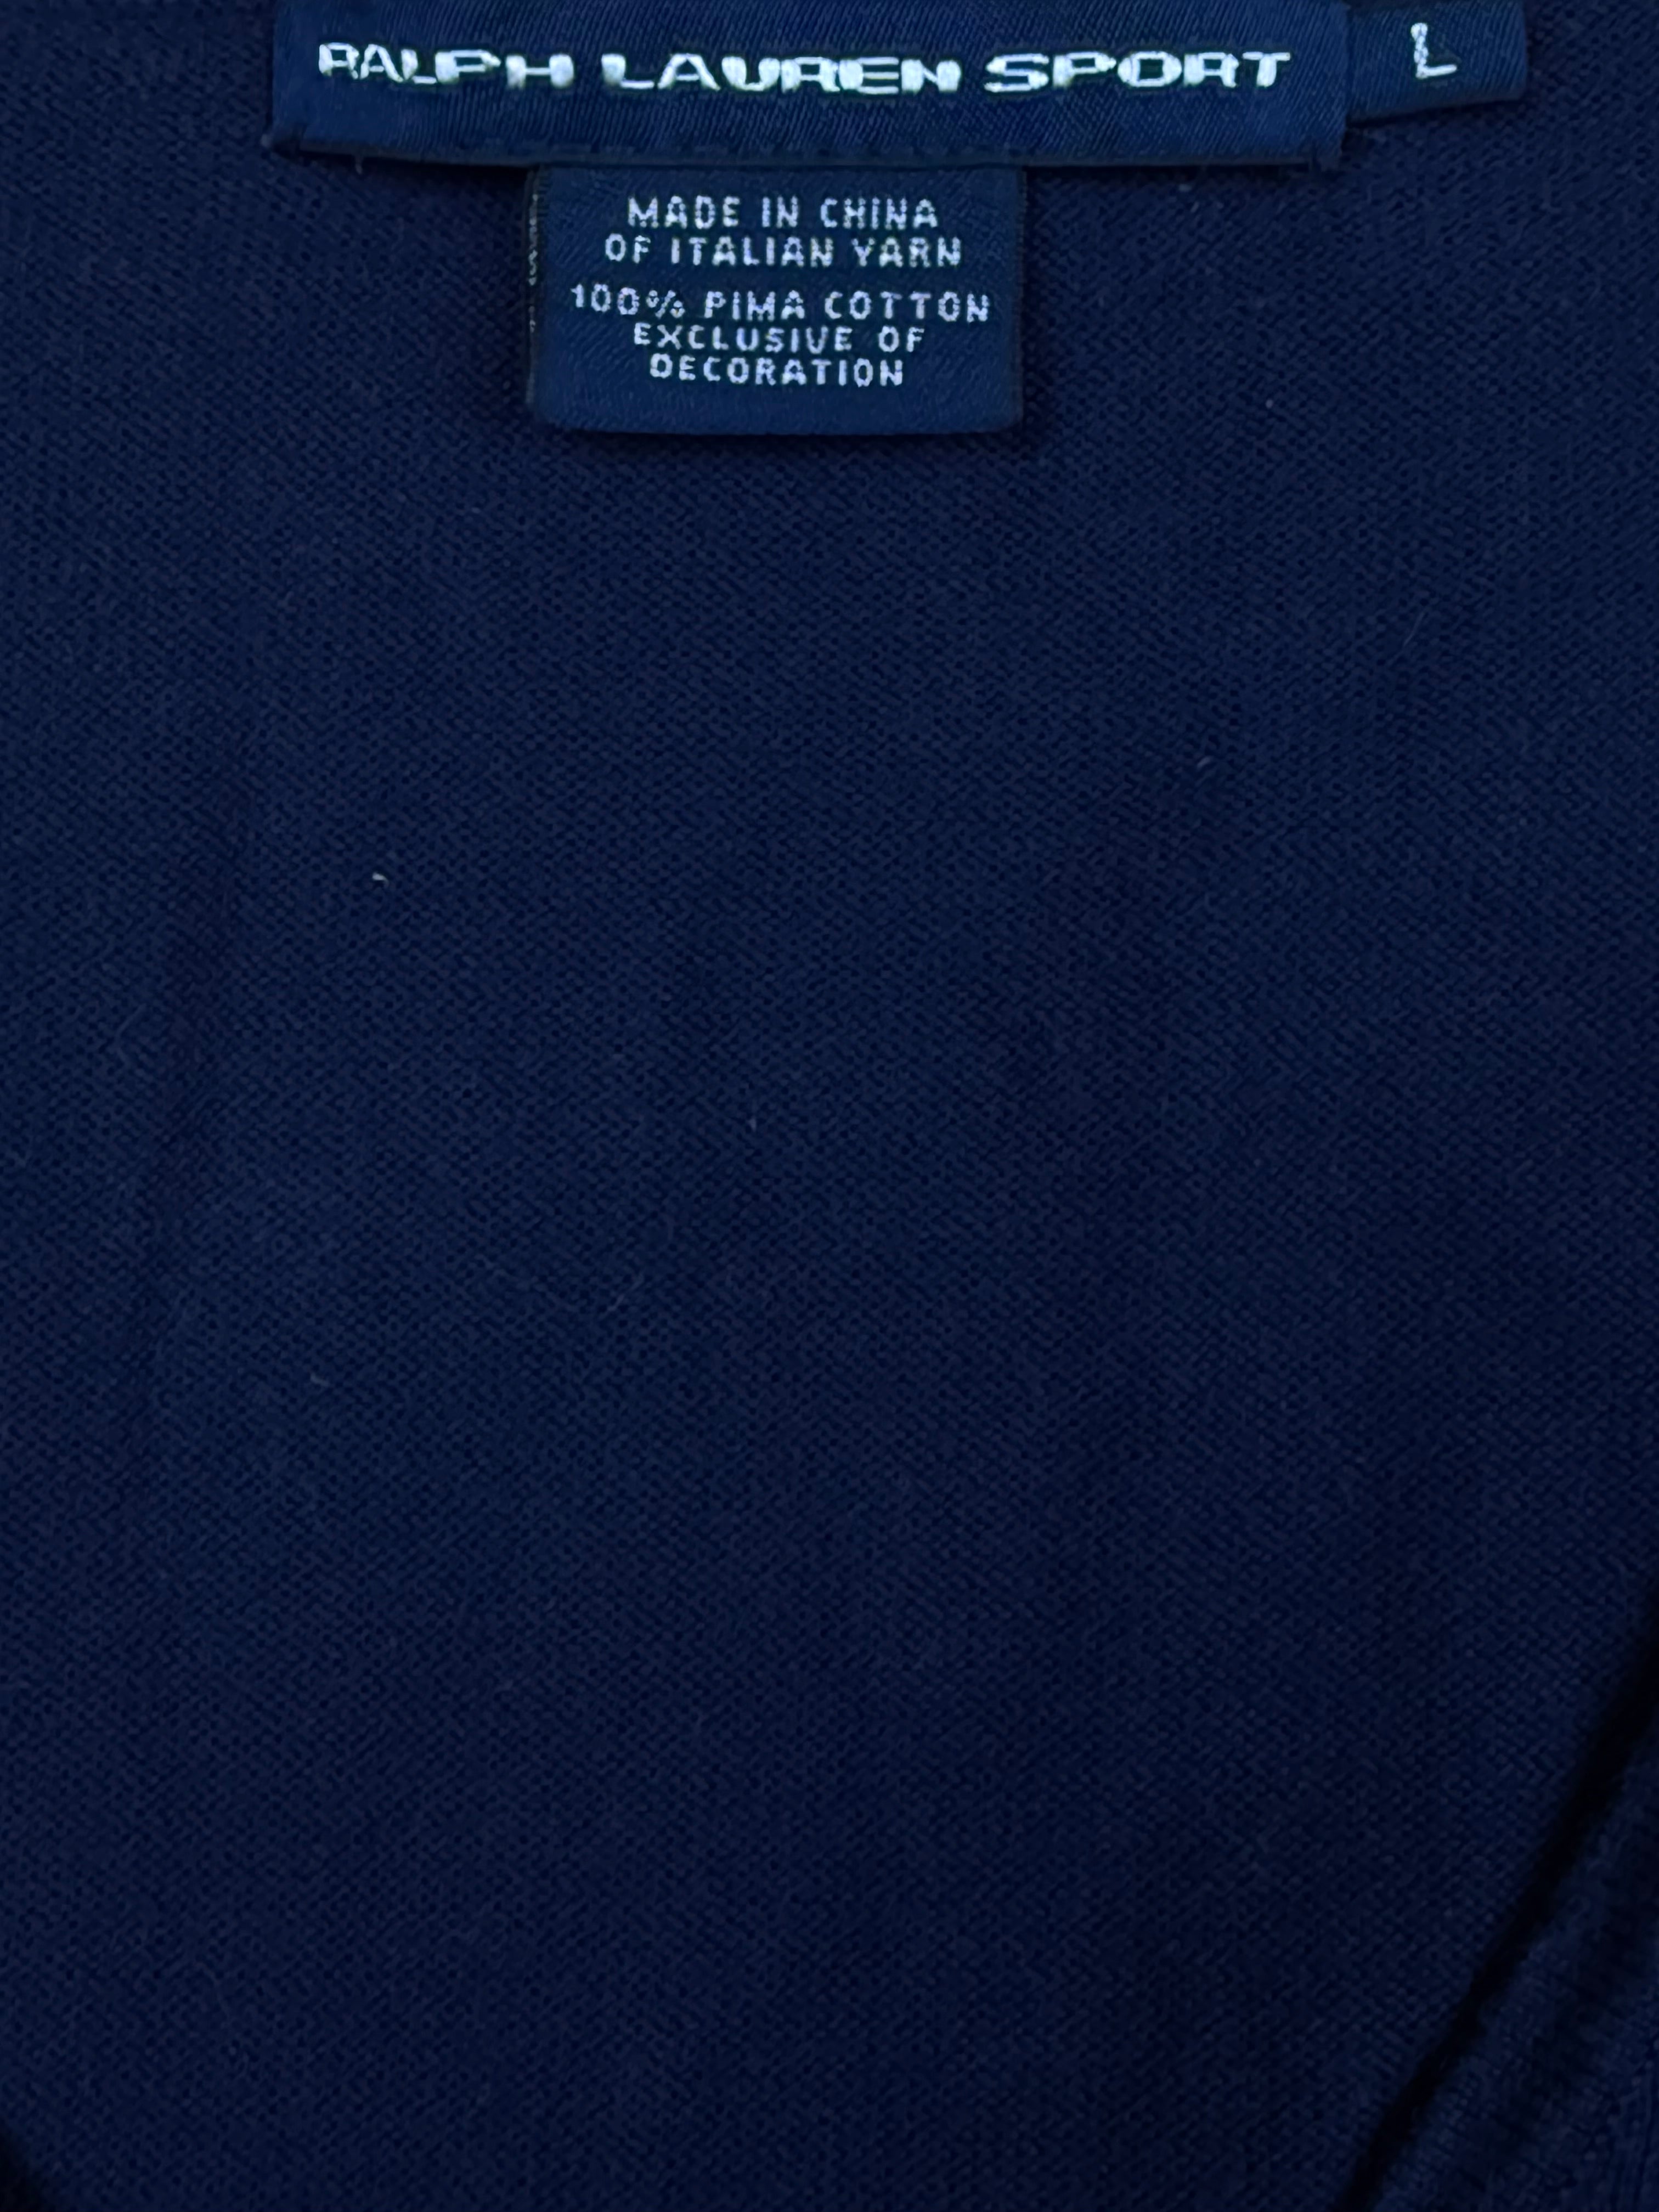 RALPH LAUREN SPORT L
MADE IN CHINA
OF ITALIAN YARN
100% PIMA COTTON
EXCLUSIVE OF
DECORATION